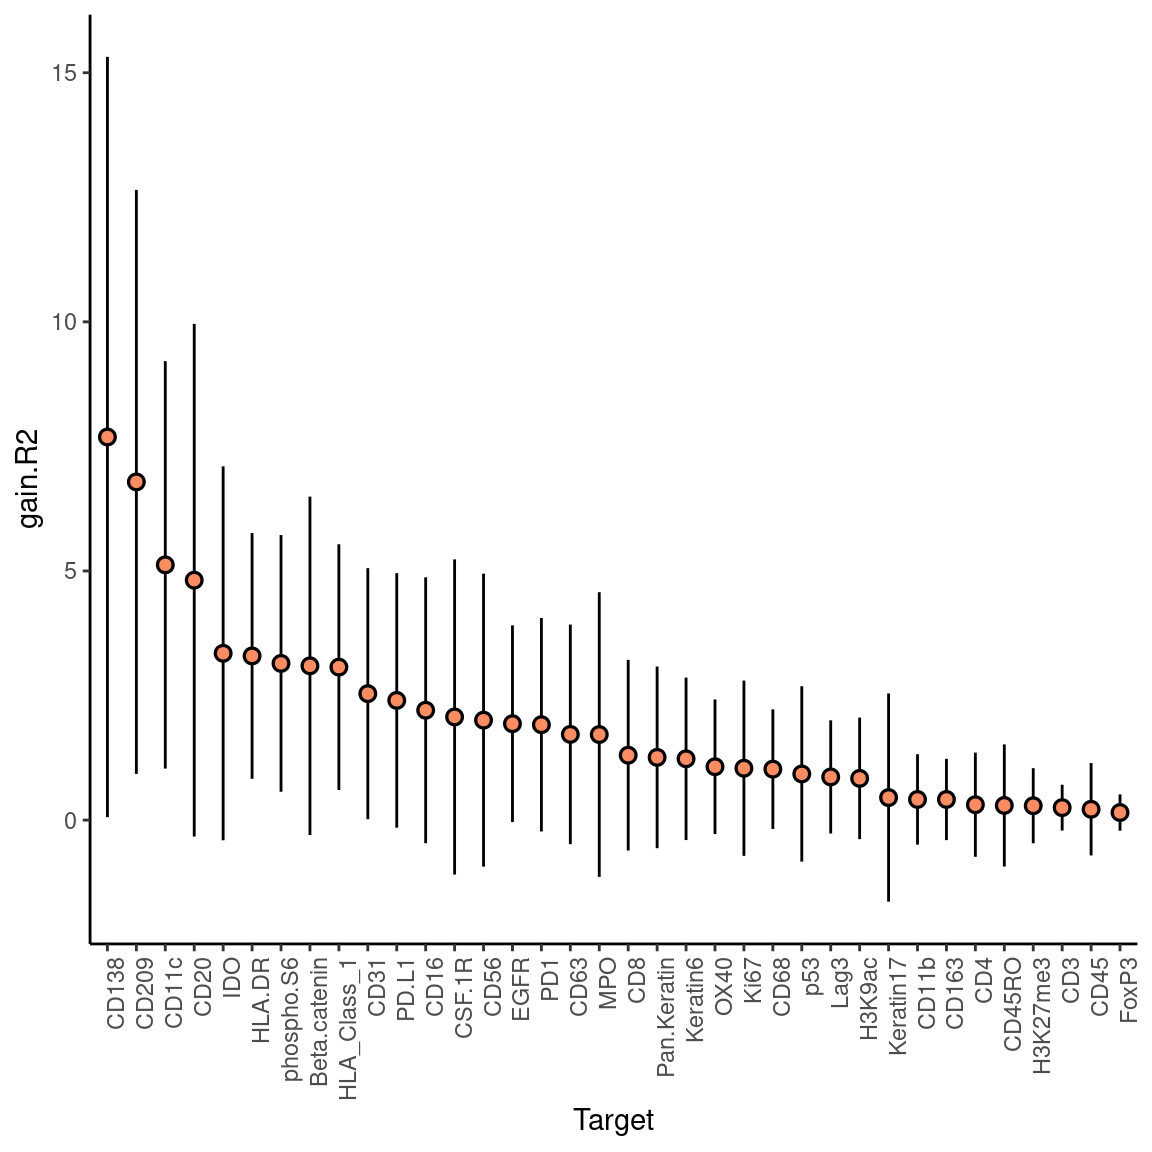 15
10
5
0
gain.R2
CD138
CD209
CD11c
CD20
IDO
HLA.DR
phospho.S6
Beta.catenin
HLA_Class_1
CD31
PD.L1
CD16
CSF.1R
CD56
EGFR
PD1
CD63
MPO
CD8
Pan.Keratin
Keratin6
OX40
Ki67
CD68
p53
Lag3
H3K9ac
Keratin17
CD11b
CD163
CD4
CD45RO
H3K27me3
CD3
CD45
FoxP3
Target